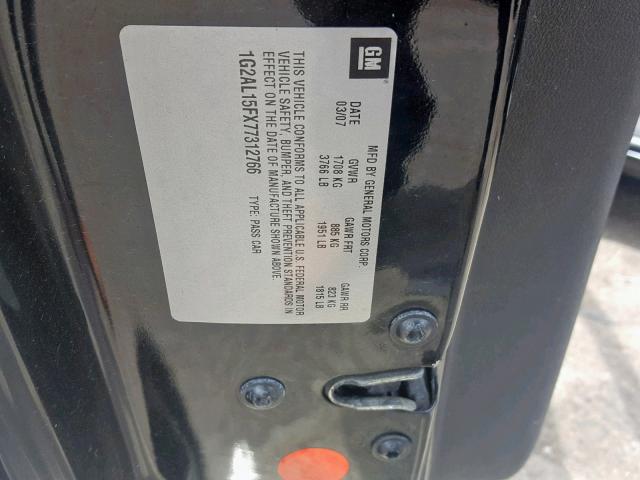 GM
®
MFD BY GENERAL MOTORS CORP.
DATE GVWR GAWR FRT GAWR RR
03/07 1708 KG 885 KG 823 KG
3766 LB 1951 LB 1815 LB
THIS VEHICLE CONFORMS TO ALL APPLICABLE U.S. FEDERAL MOTOR
VEHICLE SAFETY, BUMPER, AND THEFT PREVENTION STANDARDS IN
EFFECT ON THE DATE OF MANUFACTURE SHOWN ABOVE.
1G2AL15FX77312766 TYPE: PASS CAR